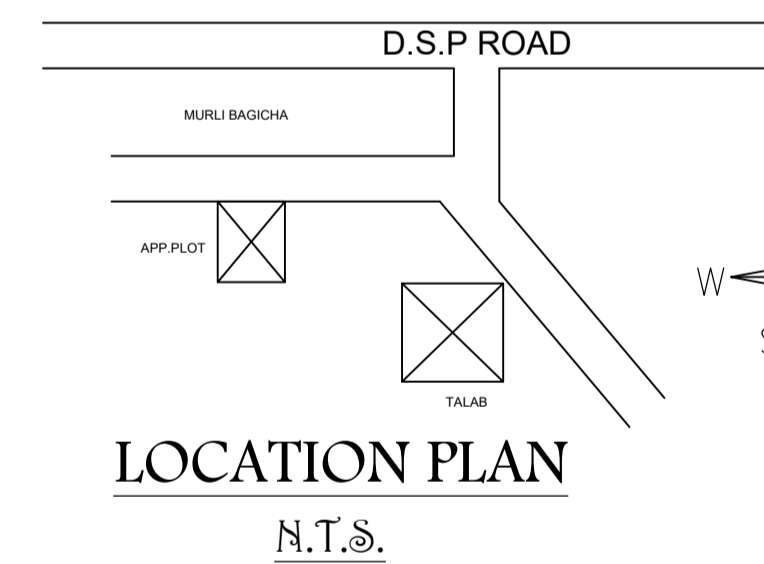 D.S.P ROAD
MURLI BAGICHA
APP.PLOT
W
TALAB
LOCATION PLAN
N.T.S.